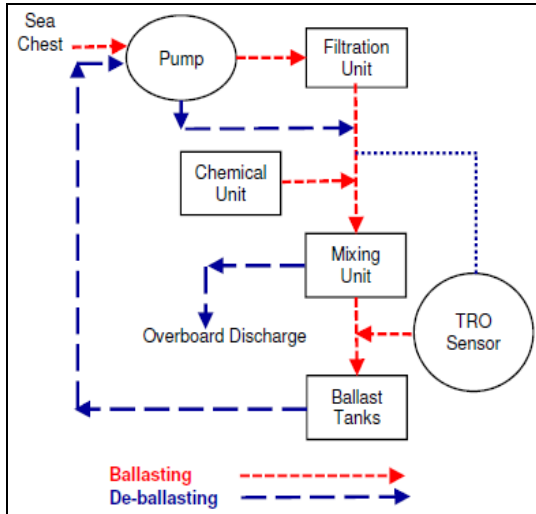 Sea
Chest
Pump
Filtration
Unit
Chemical
Unit
Mixing
Unit
Overboard Discharge
TRO
Sensor
Ballast
Tanks
Ballasting
De-ballasting